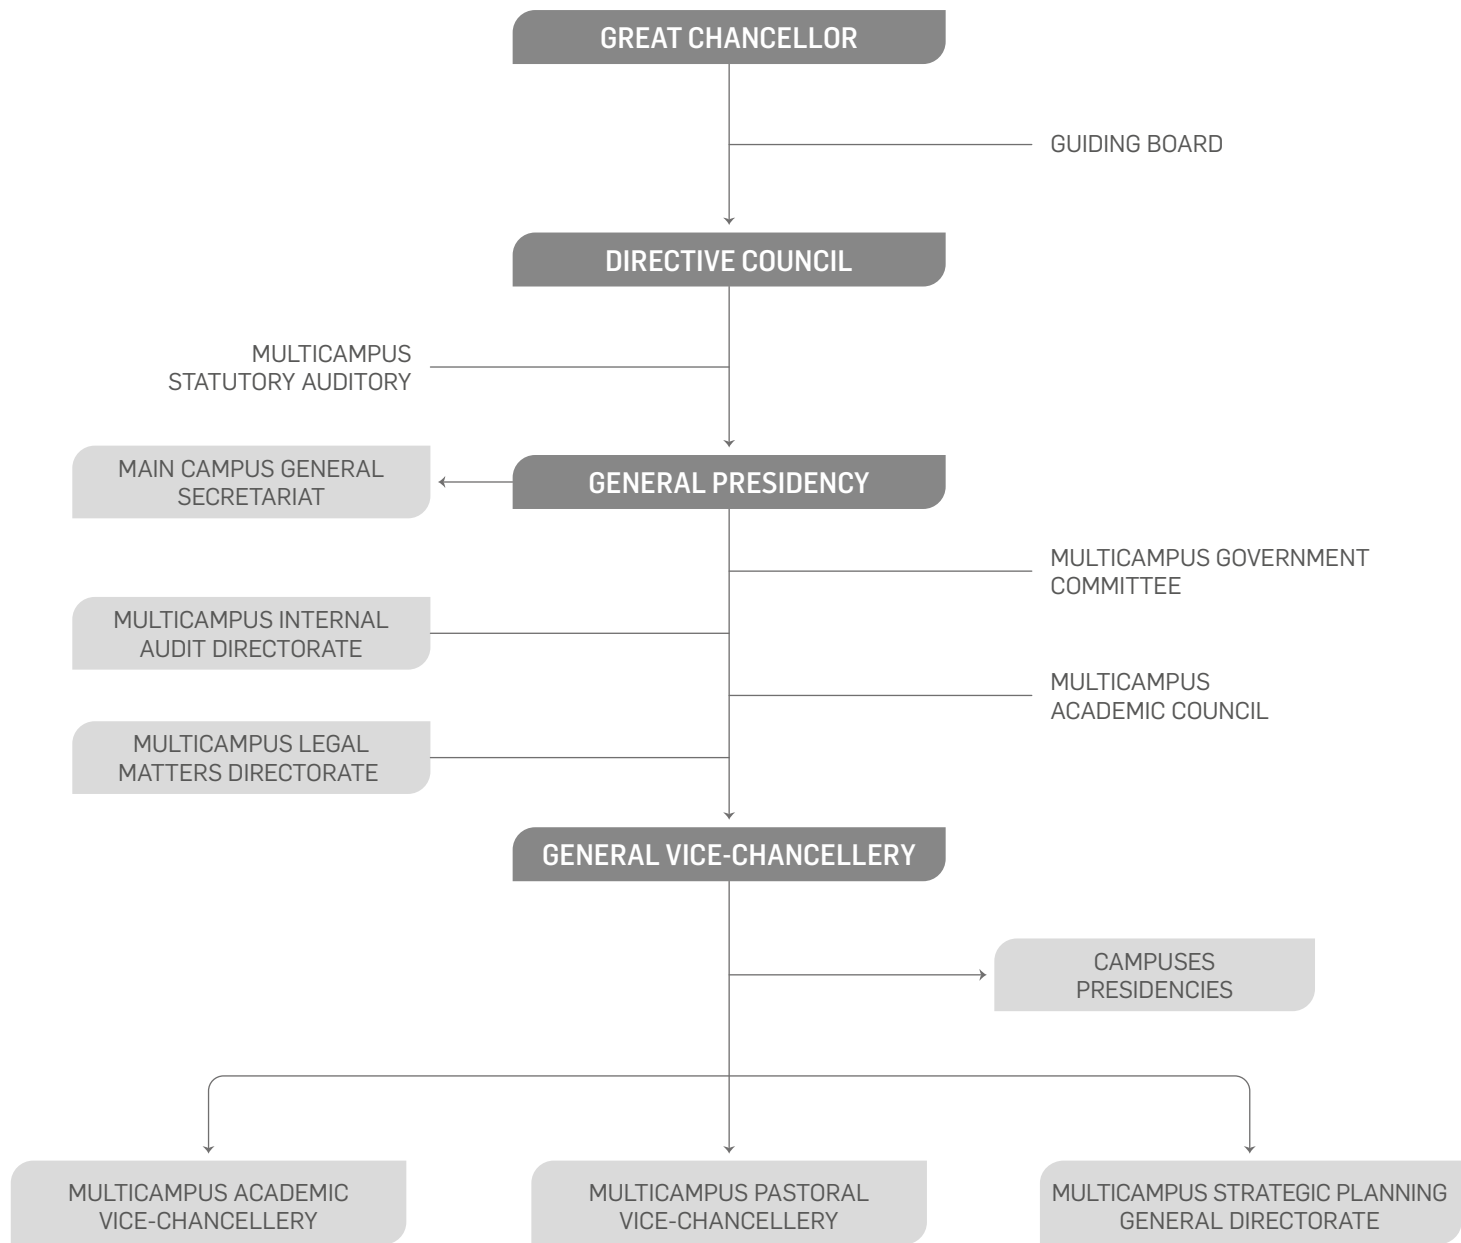 GREAT CHANCELLOR
GUIDING BOARD
DIRECTIVE COUNCIL
MULTICAMPUS
STATUTORY AUDITORY
MAIN CAMPUS GENERAL
SECRETARIAT
GENERAL PRESIDENCY
MULTICAMPUS GOVERNMENT
COMMITTEE
MULTICAMPUS INTERNAL
AUDIT DIRECTORATE
MULTICAMPUS
ACADEMIC COUNCIL
MULTICAMPUS LEGAL
MATTERS DIRECTORATE
GENERAL VICE-CHANCELLERY
CAMPUSES
PRESIDENCIES
MULTICAMPUS ACADEMIC
VICE-CHANCELLERY
MULTICAMPUS PASTORAL
VICE-CHANCELLERY
MULTICAMPUS STRATEGIC PLANNING
GENERAL DIRECTORATE